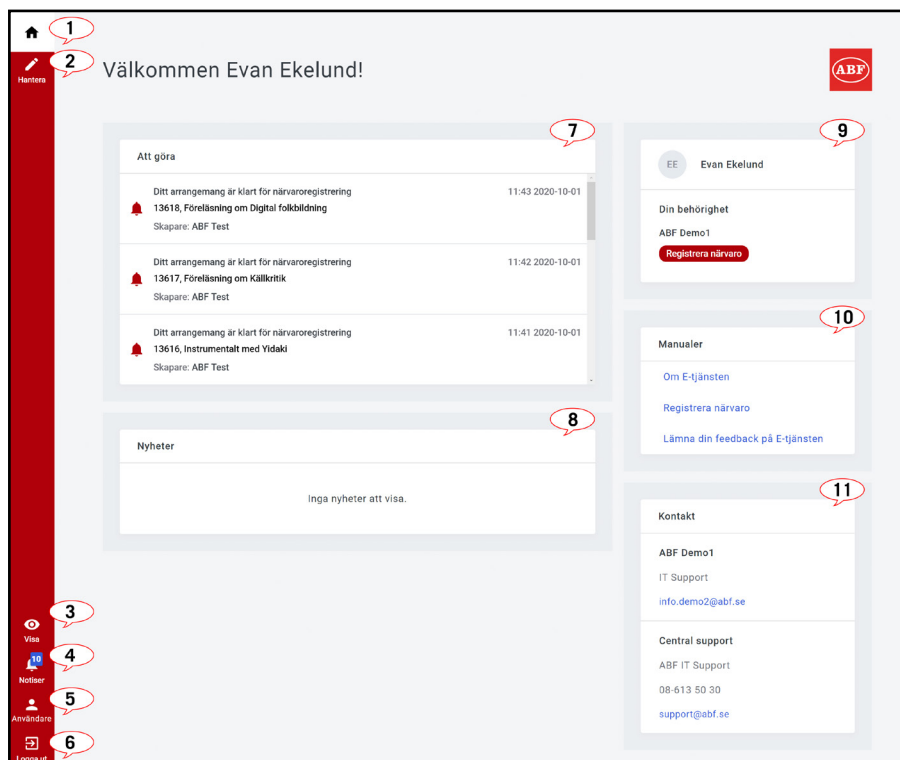 1
2
Hantera
Välkommen Evan Ekelund!
ABF
7
Att göra
Ditt arrangemang är klart för närvaroregistrering 11:43 2020-10-01
13618, Föreläsning om Digital folkbildning
Skapare: ABF Test
Ditt arrangemang är klart för närvaroregistrering 11:42 2020-10-01
13617, Föreläsning om Källkritik
Skapare: ABF Test
Ditt arrangemang är klart för närvaroregistrering 11:41 2020-10-01
13616, Instrumentalt med Yidaki
Skapare: ABF Test
8
Nyheter
Inga nyheter att visa.
9
EE Evan Ekelund
Din behörighet
ABF Demo1
Registrera närvaro
10
Manualer
Om E-tjänsten
Registrera närvaro
Lämna din feedback på E-tjänsten
11
Kontakt
ABF Demo1
IT Support
info.demo2@abf.se
Central support
ABF IT Support
08-613 50 30
support@abf.se
3
Visa
4
10
Notiser
5
Användare
6
Logga ut